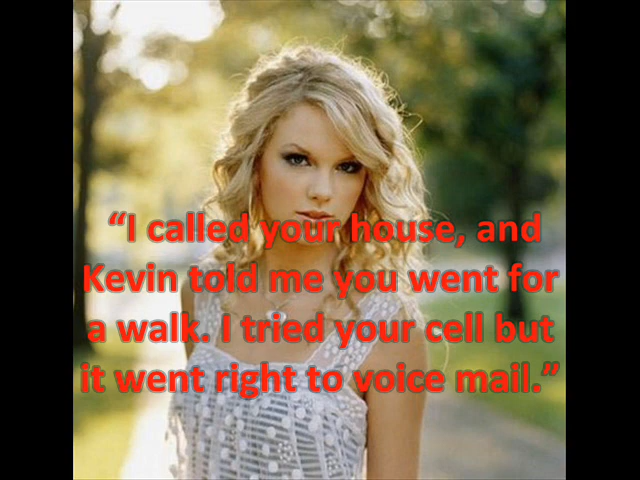 “I called your house, and
Kevin told me you went for
a walk. I tried your cell but
it went right to voice mail.”